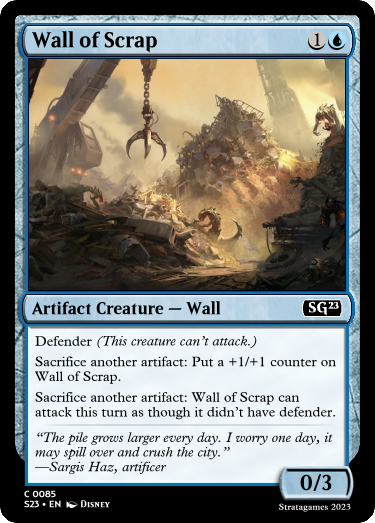 Wall of Scrap 1
Artifact Creature — Wall SG23
Defender (This creature can't attack.)
Sacrifice another artifact: Put a +1/+1 counter on
Wall of Scrap.
Sacrifice another artifact: Wall of Scrap can
attack this turn as though it didn't have defender.
"The pile grows larger every day. I worry one day, it
may spill over and crush the city."
—Sargis Haz, artificer
0/3
C 0085
S23 • EN Disney
Stratagames 2023